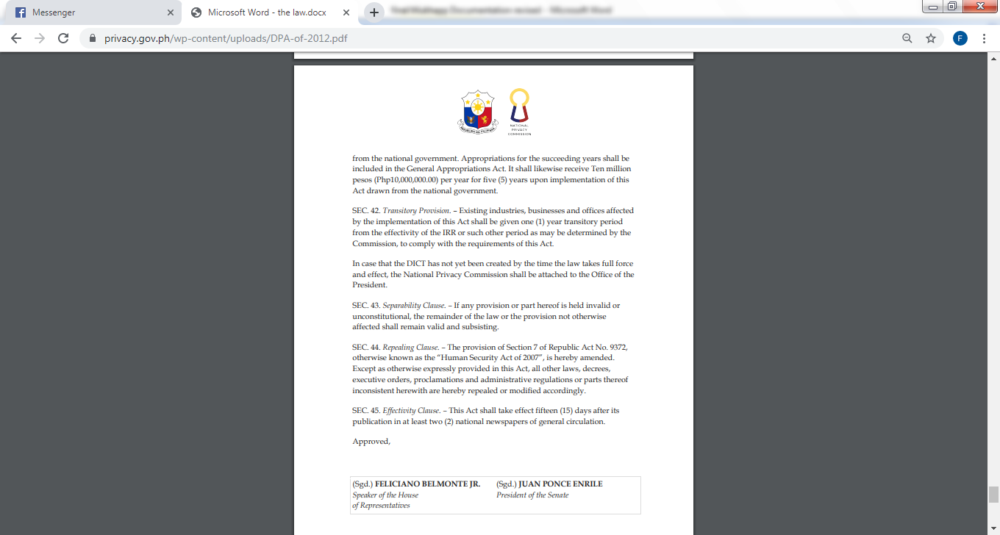 Messenger
Microsoft Word - the law.docx
privacy.gov.ph/wp-content/uploads/DPA-of-2012.pdf
F
NATIONAL
PRIVACY
COMMISSION
from the national government. Appropriations for the succeeding years shall be
included in the General Appropriations Act. It shall likewise receive Ten million
pesos (Php10,000,000.00) per year for five (5) years upon implementation of this
Act drawn from the national government.
SEC. 42. Transitory Provision. – Existing industries, businesses and offices affected
by the implementation of this Act shall be given one (1) year transitory period
from the effectivity of the IRR or such other period as may be determined by the
Commission, to comply with the requirements of this Act.
In case that the DICT has not yet been created by the time the law takes full force
and effect, the National Privacy Commission shall be attached to the Office of the
President.
SEC. 43. Separability Clause. – If any provision or part hereof is held invalid or
unconstitutional, the remainder of the law or the provision not otherwise
affected shall remain valid and subsisting.
SEC. 44. Repealing Clause. – The provision of Section 7 of Republic Act No. 9372,
otherwise known as the “Human Security Act of 2007”, is hereby amended.
Except as otherwise expressly provided in this Act, all other laws, decrees,
executive orders, proclamations and administrative regulations or parts thereof
inconsistent herewith are hereby repealed or modified accordingly.
SEC. 45. Effectivity Clause. – This Act shall take effect fifteen (15) days after its
publication in at least two (2) national newspapers of general circulation.
Approved,
(Sgd.) FELICIANO BELMONTE JR. (Sgd.) JUAN PONCE ENRILE
Speaker of the House President of the Senate
of Representatives